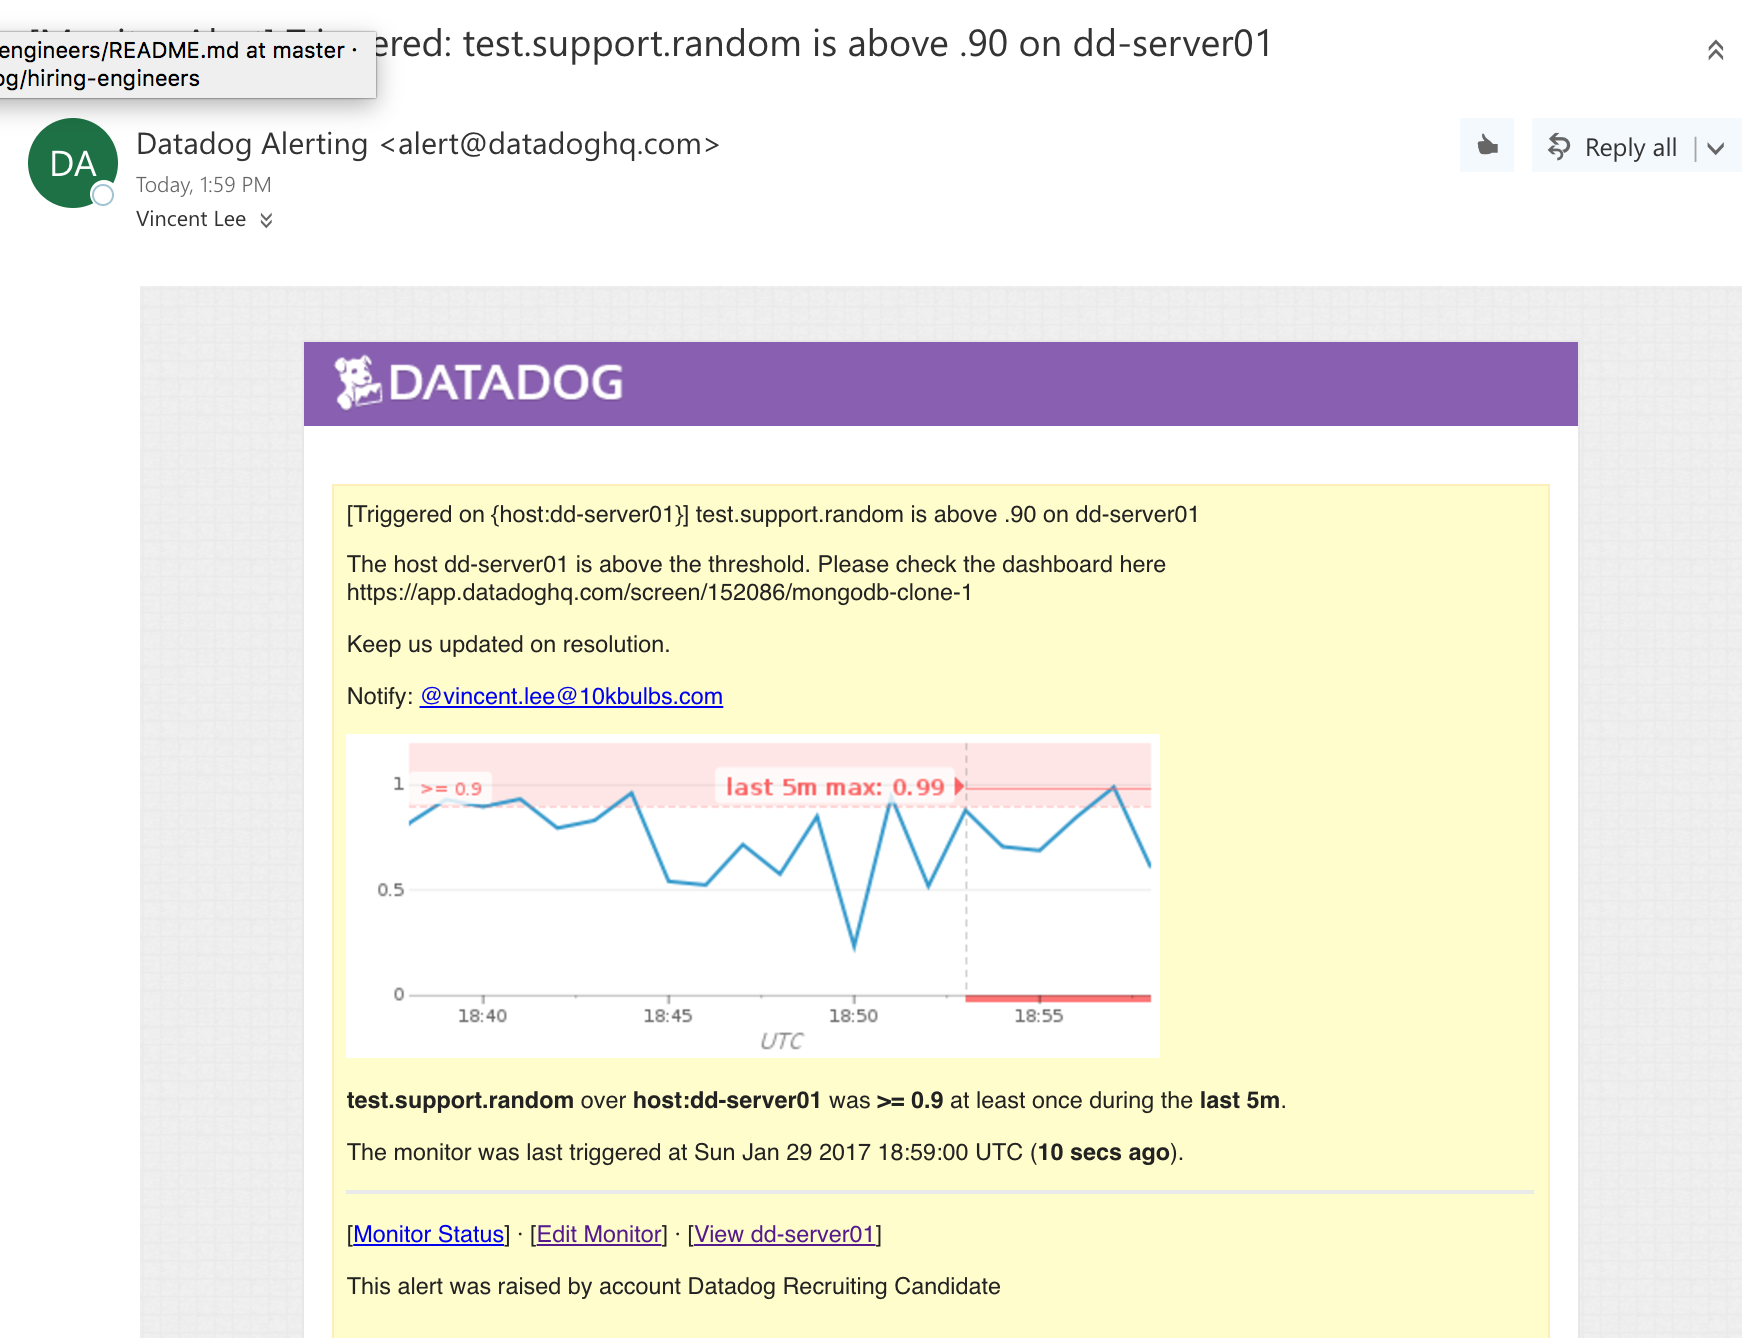 ered: test.support.random is above .90 on dd-server01
engineers/README.md at master ·
og/hiring-engineers
DA
Datadog Alerting <alert@datadoghq.com>
Reply all
Today, 1:59 PM
Vincent Lee
DATADOG
[Triggered on {host:dd-server01}] test.support.random is above .90 on dd-server01
The host dd-server01 is above the threshold. Please check the dashboard here
https://app.datadoghq.com/screen/152086/mongodb-clone-1
Keep us updated on resolution.
Notify: @vincent.lee@10kbulbs.com
1
>= 0.9
last 5m max: 0.99
0.5
0
18:40 18:45 18:50 18:55
UTC
test.support.random over host:dd-server01 was >= 0.9 at least once during the last 5m.
The monitor was last triggered at Sun Jan 29 2017 18:59:00 UTC (10 secs ago).
[Monitor Status] · [Edit Monitor] · [View dd-server01]
This alert was raised by account Datadog Recruiting Candidate